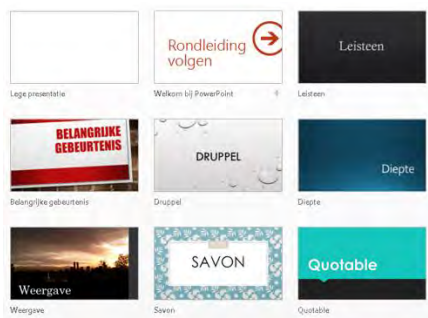 Rondleiding
volgen
Leisteen
Lege presentatie
Welkom bij PowerPoint
Leisteen
BELANGRIJKE
GEBEURTENIS
DRUPPEL
Diepte
Belangrijke gebeurtenis
Druppel
Diepte
Weergave
SAVON
Quotable
Weergave
Savon
Quotable